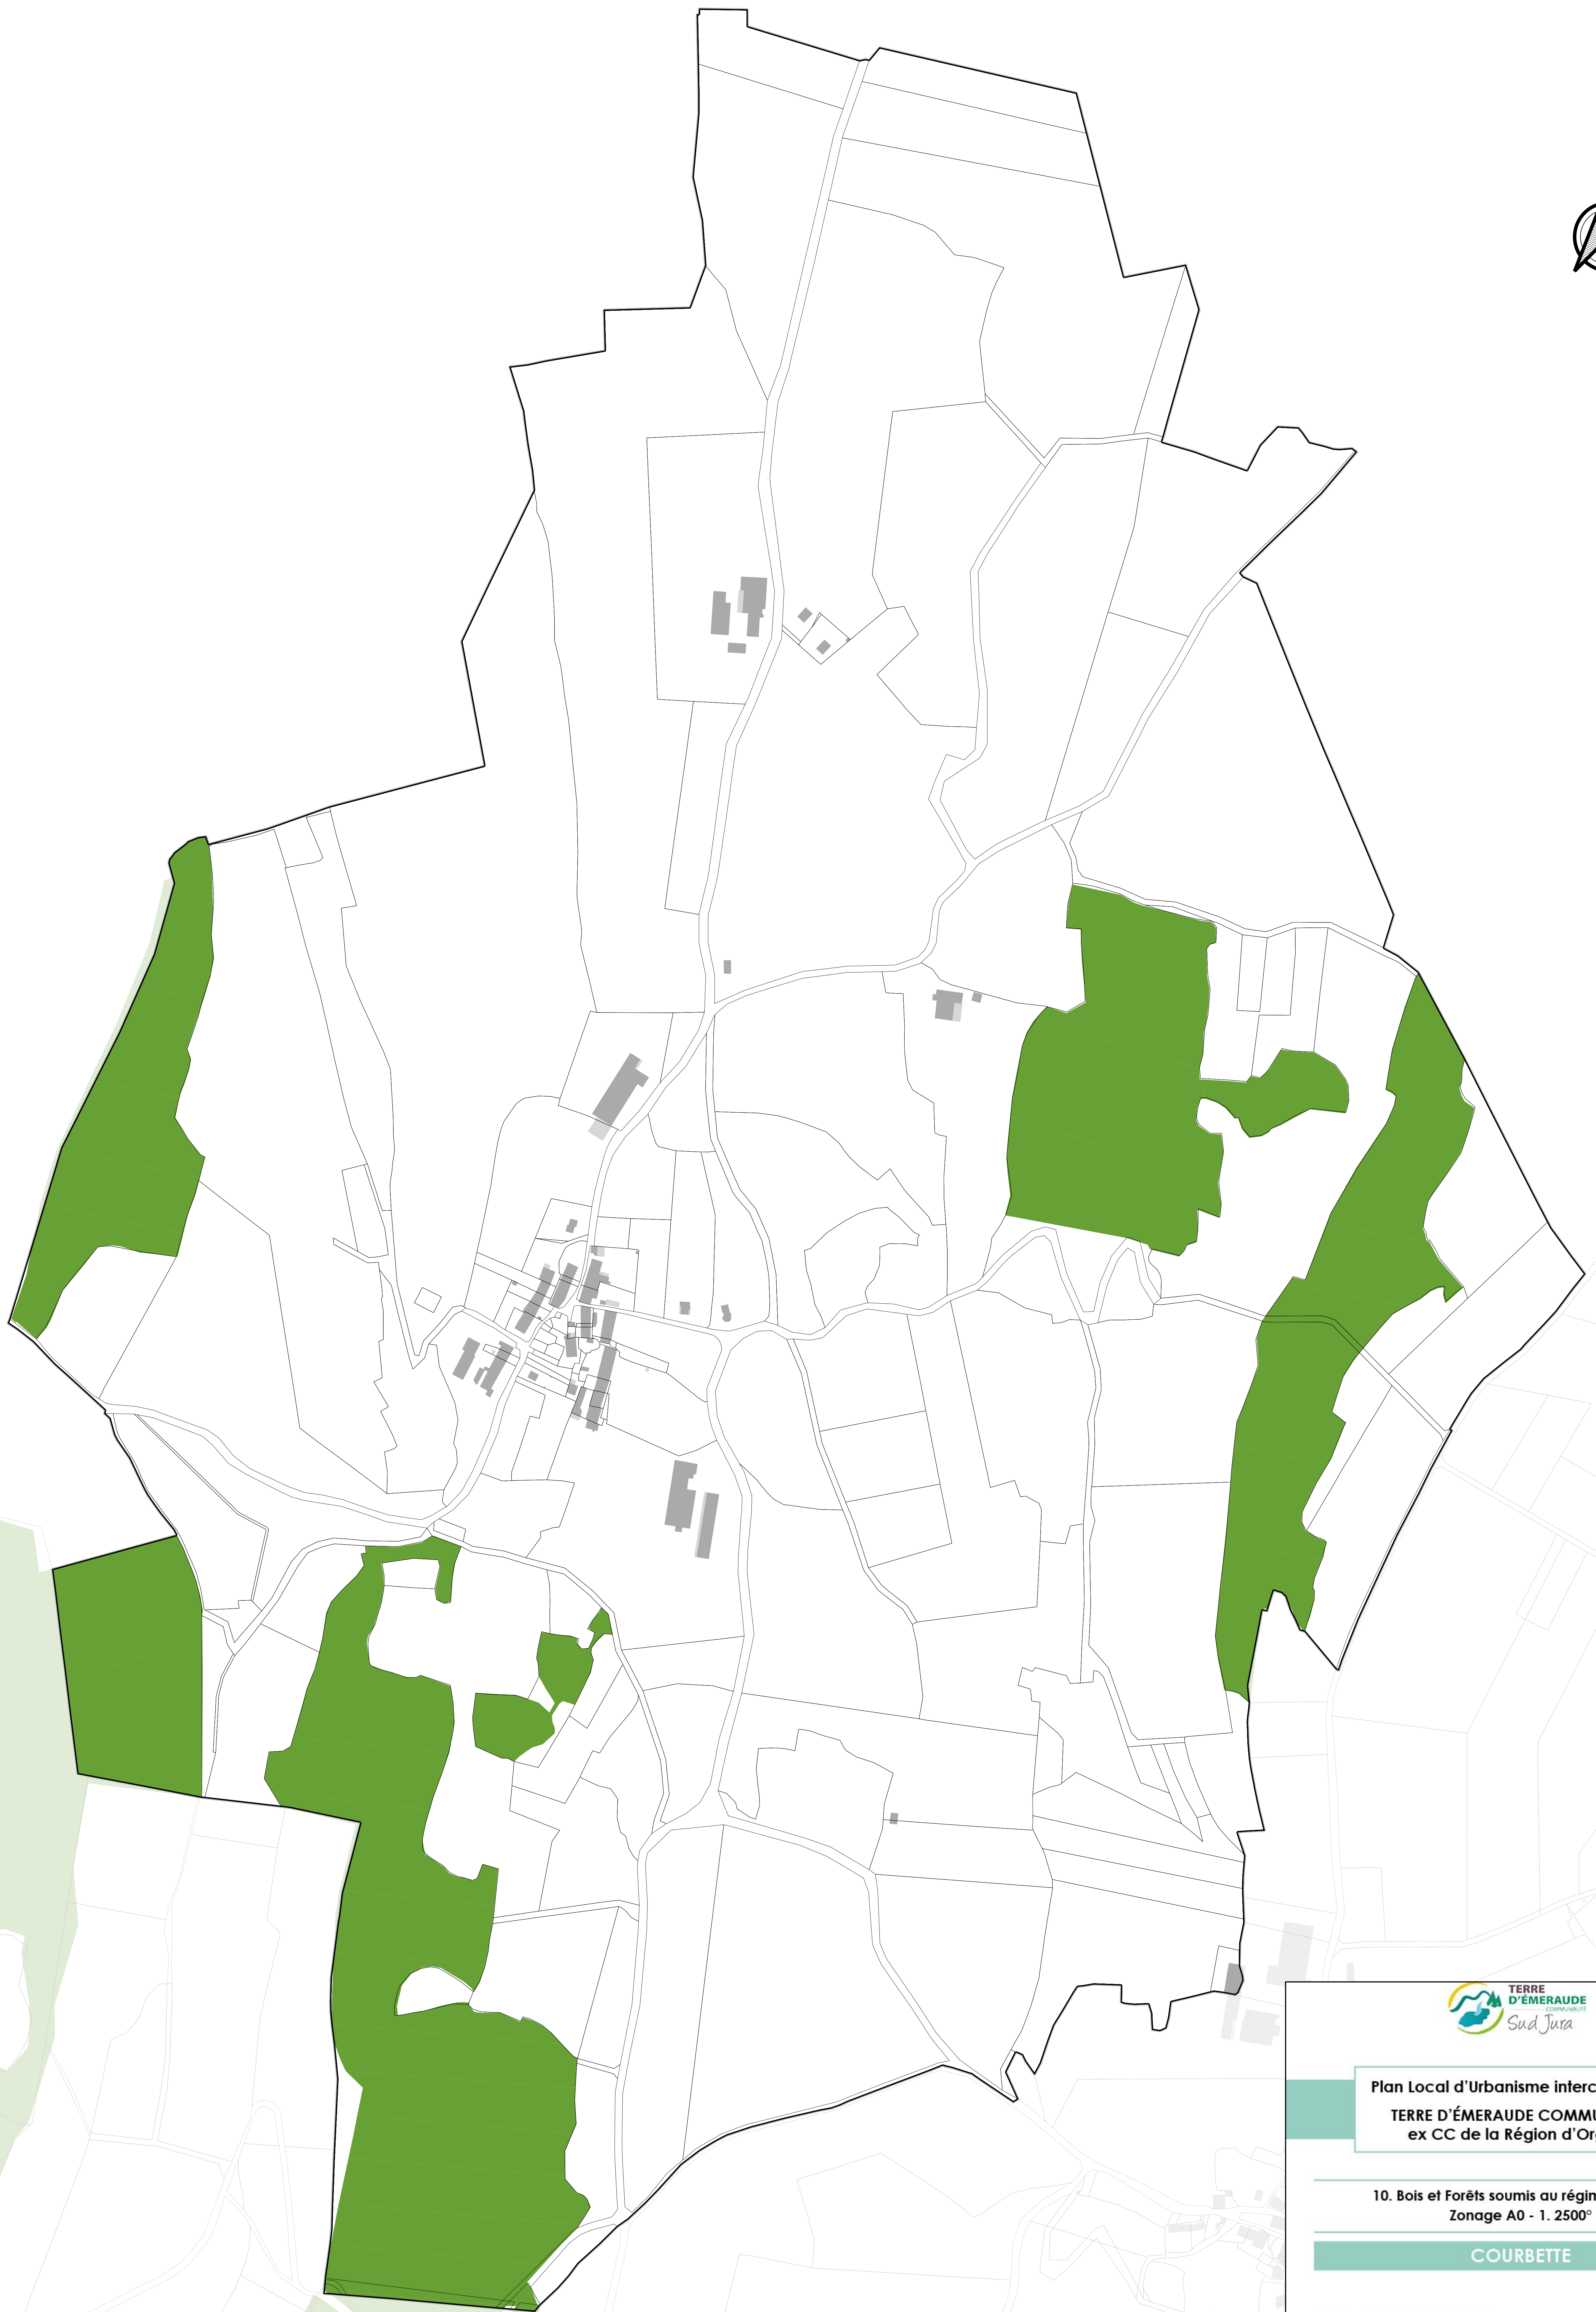 TERRE
D'ÉMERAUDE
COMMUNAUTÉ
Sud Jura
Plan Local d'Urbanisme interc
TERRE D'ÉMERAUDE COMMU
ex CC de la Région d'Or
10. Bois et Forêts soumis au régim
Zonage A0 - 1. 2500°
COURBETTE